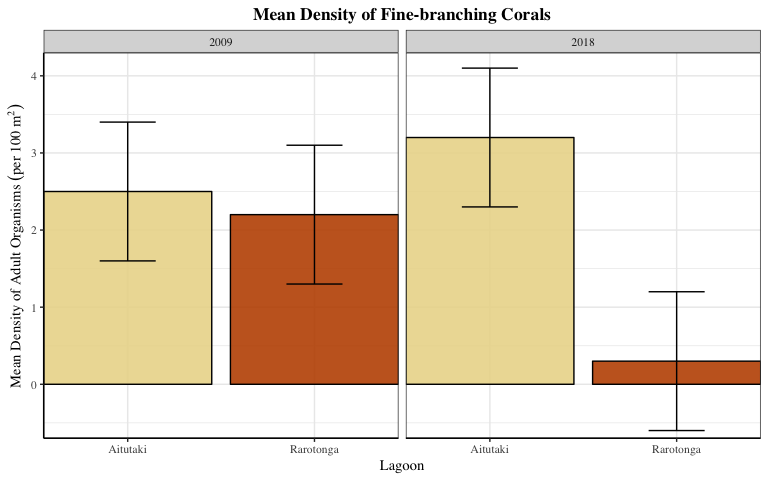 Mean Density of Fine-branching Corals
2009
2018
Mean Density of Adult Organisms (per 100 m²)
4
3
2
1
0
Aitutaki
Rarotonga
Aitutaki
Rarotonga
Lagoon